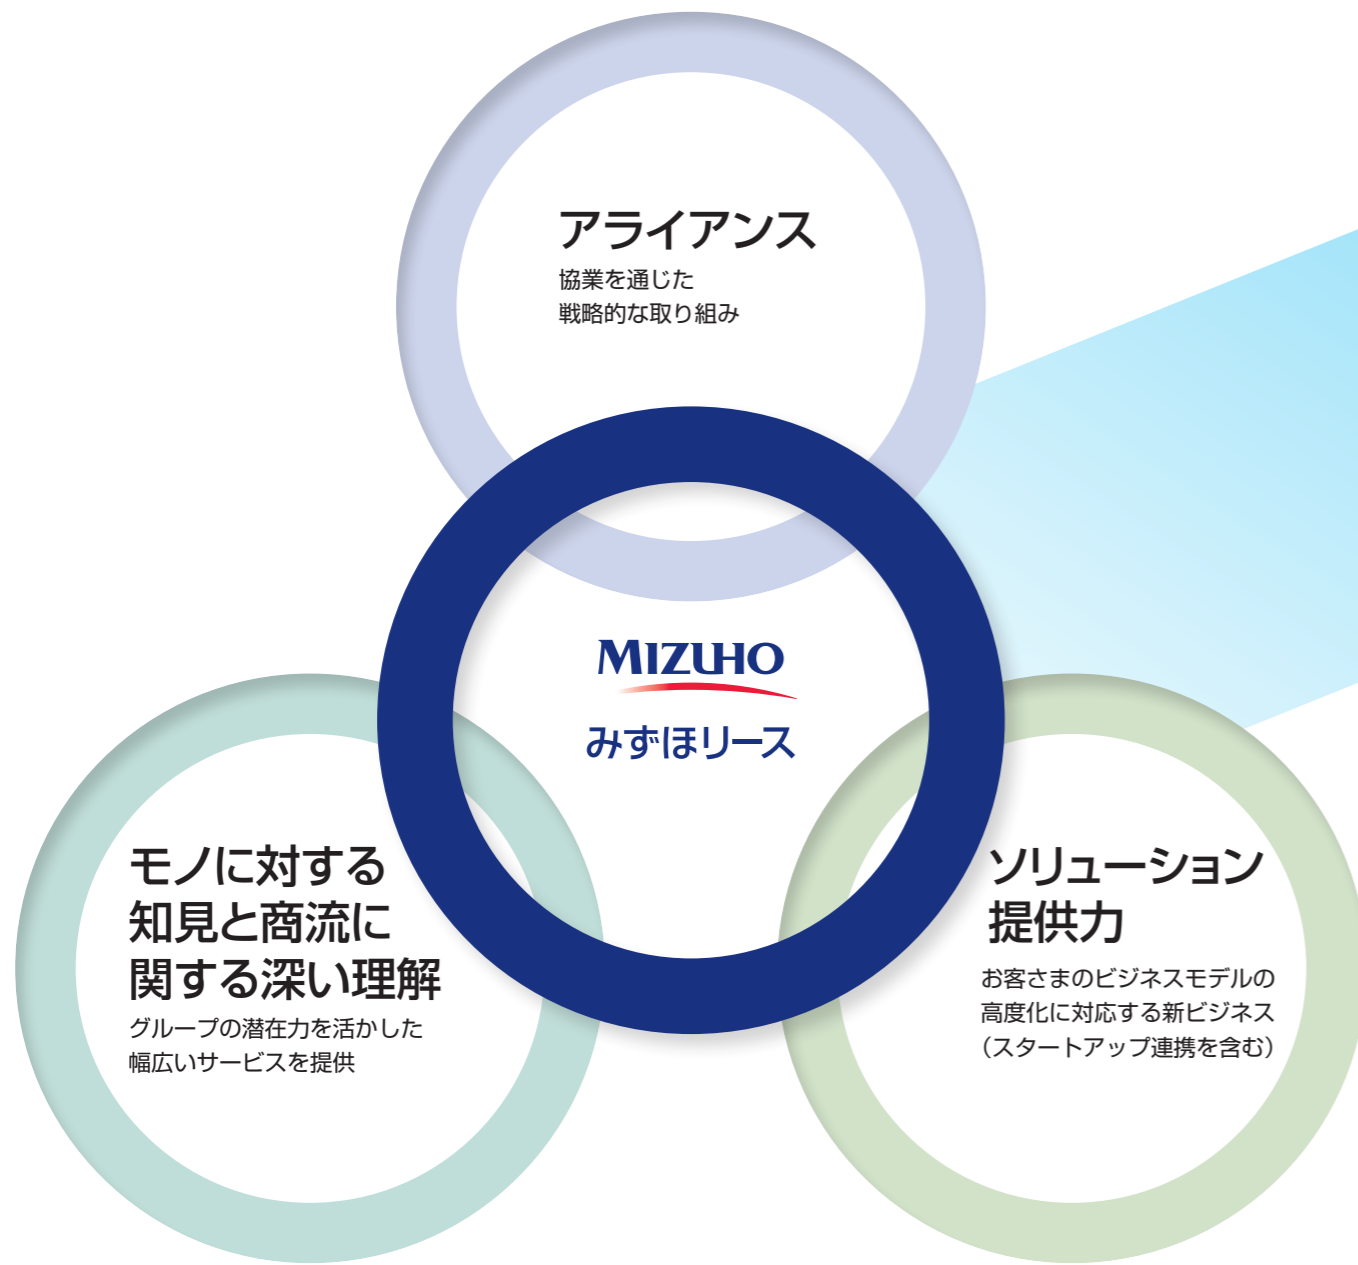 アライアンス
協業を通じた
戦略的な取り組み
MIZUHO
みずほリース
モノに対する
知見と商流に
関する深い理解
グループの潜在力を活かした
幅広いサービスを提供
ソリューション
提供力
お客さまのビジネスモデルの
高度化に対応する新ビジネス
（スタートアップ連携を含む）